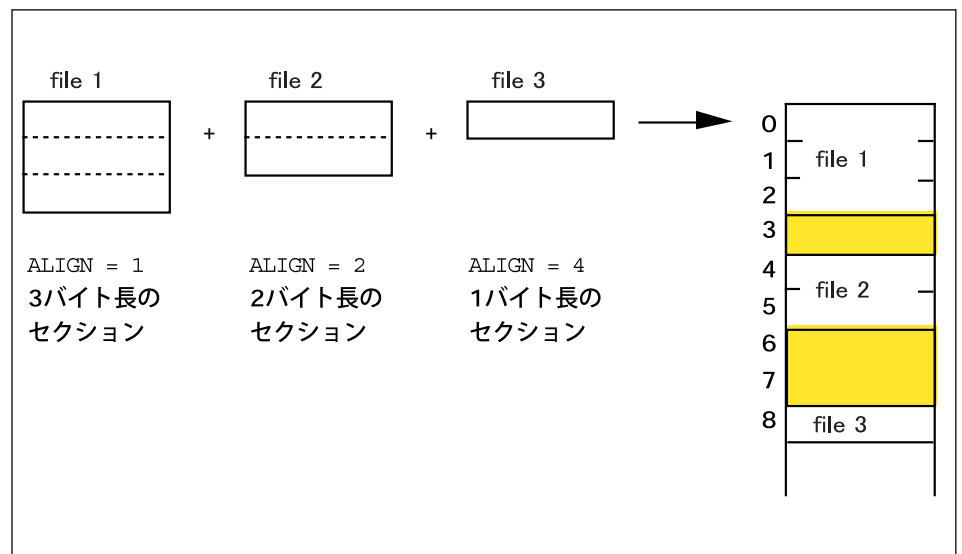 file 1
file 2
file 3
+
+
ALIGN = 1
3バイト長の
セクション
ALIGN = 2
2バイト長の
セクション
ALIGN = 4
1バイト長の
セクション
0
1
file 1
2
3
4
file 2
5
6
7
8
file 3